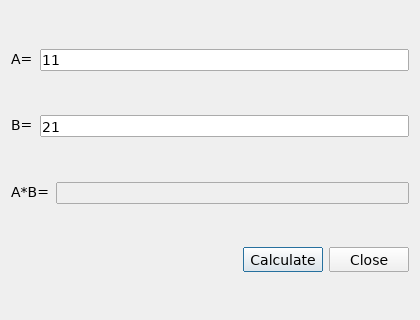 A= 11
B= 21
A*B=
Calculate Close